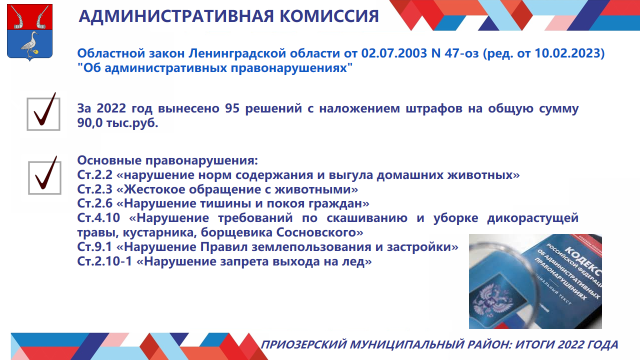 АДМИНИСТРАТИВНАЯ КОМИССИЯ
Областной закон Ленинградской области от 02.07.2003 N 47-оз (ред. от 10.02.2023)
"Об административных правонарушениях"
За 2022 год вынесено 95 решений с наложением штрафов на общую сумму
90,0 тыс.руб.
Основные правонарушения:
Ст.2.2 «нарушение норм содержания и выгула домашних животных»
Ст.2.3 «Жестокое обращение с животными»
Ст.2.6 «Нарушение тишины и покоя граждан»
Ст.4.10 «Нарушение требований по скашиванию и уборке дикорастущей
травы, кустарника, борщевика Сосновского»
Ст.9.1 «Нарушение Правил землепользования и застройки»
Ст.2.10-1 «Нарушение запрета выхода на лед»
КОДЕКС
РОССИЙСКОЙ ФЕДЕРАЦИИ
ОБ АДМИНИСТРАТИВНЫХ
ПРАВОНАРУШЕНИЯХ
ТЕКСТ
ПРИОЗЕРСКИЙ МУНИЦИПАЛЬНЫЙ РАЙОН: ИТОГИ 2022 ГОДА